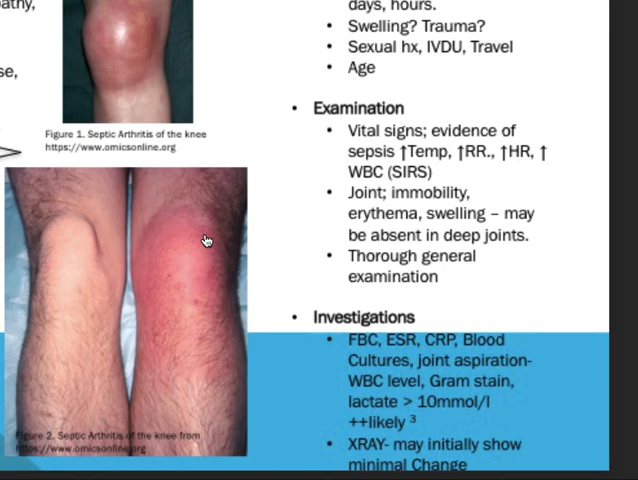 pathy,
se,
Figure 1. Septic Arthritis of the knee
https://www.omicsonline.org
Figure 2. Septic Arthritis of the knee from
https://www.omicsonline.org
days, hours.
• Swelling? Trauma?
• Sexual hx, IVDU, Travel
• Age
• Examination
• Vital signs; evidence of
sepsis ↑Temp, ↑RR., ↑HR, ↑
WBC (SIRS)
• Joint; immobility,
erythema, swelling – may
be absent in deep joints.
• Thorough general
examination
• Investigations
• FBC, ESR, CRP, Blood
Cultures, joint aspiration-
WBC level, Gram stain,
lactate > 10mmo/l
++likely ³
• XRAY- may initially show
minimal Change